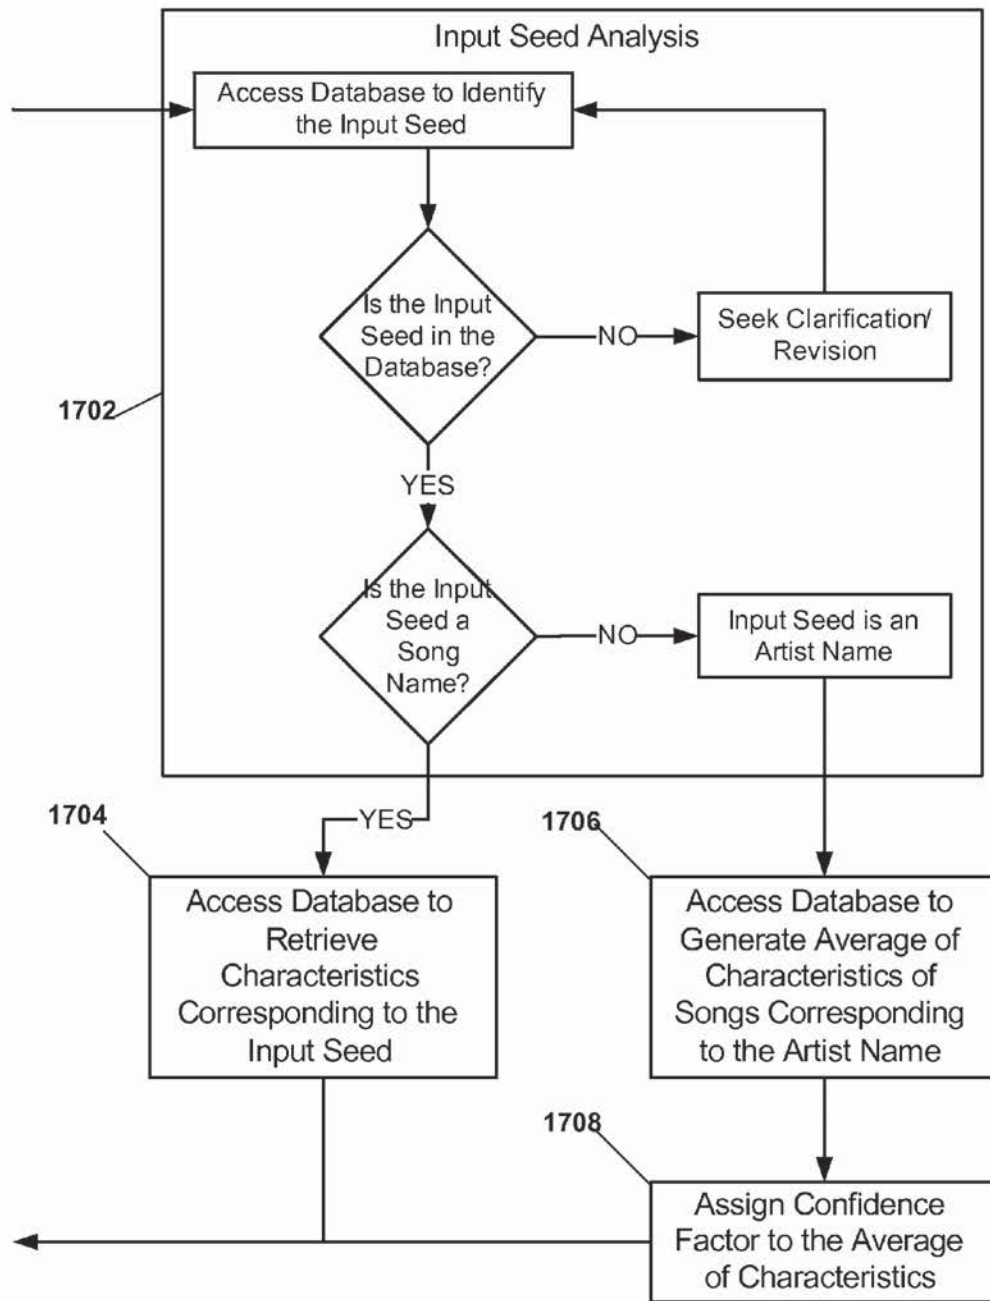 Input Seed Analysis
Access Database to Identify
the Input Seed
Is the Input
Seed in the
Database?
NO
Seek Clarification/
Revision
1702
YES
Is the Input
Seed a
Song
Name?
NO
Input Seed is an
Artist Name
YES
1704
Access Database to
Retrieve
Characteristics
Corresponding to the
Input Seed
1706
Access Database to
Generate Average of
Characteristics of
Songs Corresponding
to the Artist Name
1708
Assign Confidence
Factor to the Average
of Characteristics